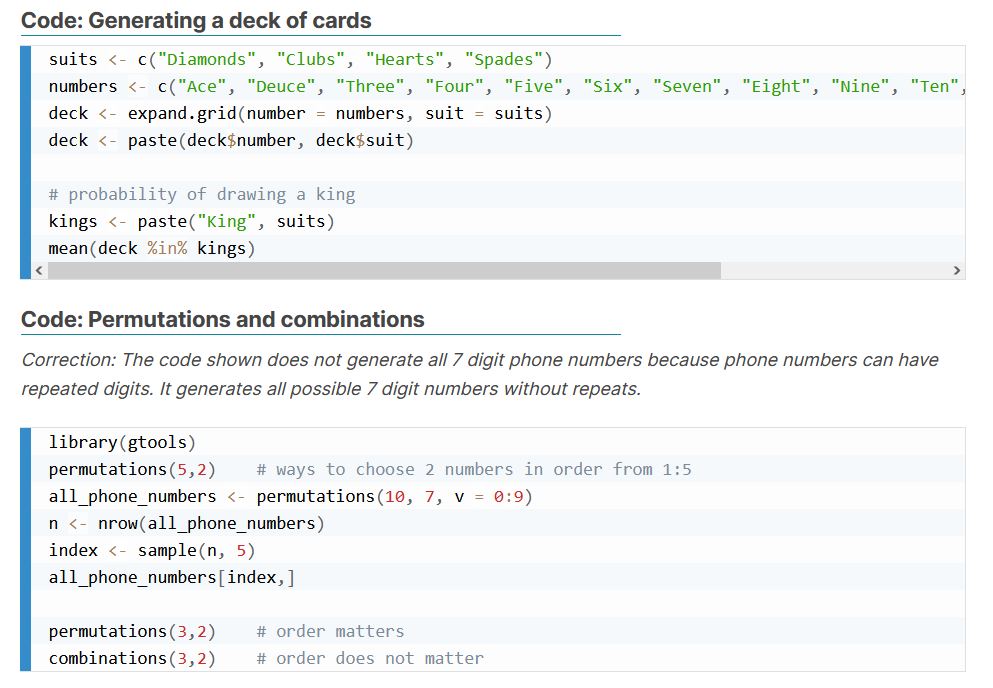 Code: Generating a deck of cards
suits <- c("Diamonds", "Clubs", "Hearts", "Spades")
numbers <- c("Ace", "Deuce", "Three", "Four", "Five", "Six", "Seven", "Eight", "Nine", "Ten",
deck <- expand.grid(number = numbers, suit = suits)
deck <- paste(deck$number, deck$suit)
# probability of drawing a king
kings <- paste("King", suits)
mean(deck %in% kings)
Code: Permutations and combinations
Correction: The code shown does not generate all 7 digit phone numbers because phone numbers can have
repeated digits. It generates all possible 7 digit numbers without repeats.
library(gtools)
permutations(5,2)    # ways to choose 2 numbers in order from 1:5
all_phone_numbers <- permutations(10, 7, v = 0:9)
n <- nrow(all_phone_numbers)
index <- sample(n, 5)
all_phone_numbers[index,]
permutations(3,2)    # order matters
combinations(3,2)    # order does not matter